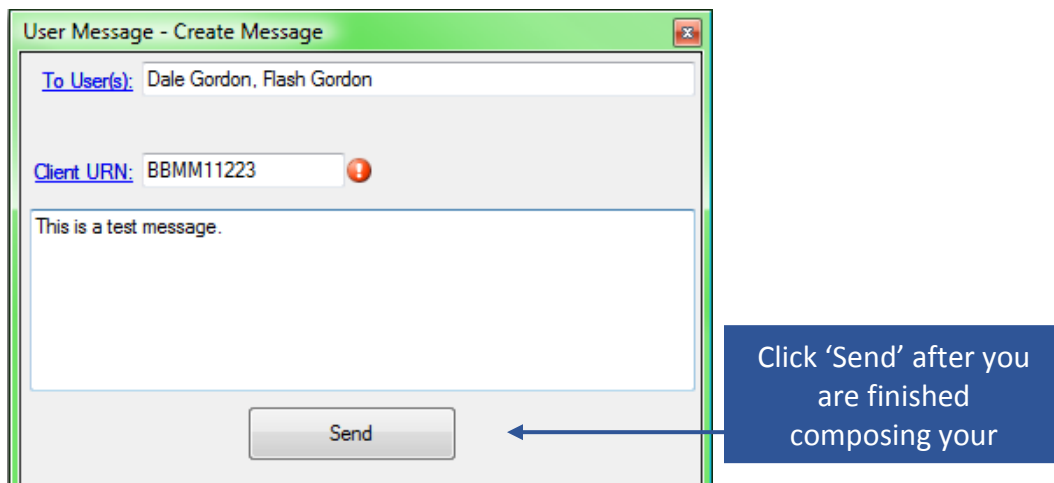 User Message - Create Message
To User(s): Dale Gordon, Flash Gordon
Client URN: BBMM11223
This is a test message.
Send
Click ‘Send’ after you
are finished
composing your